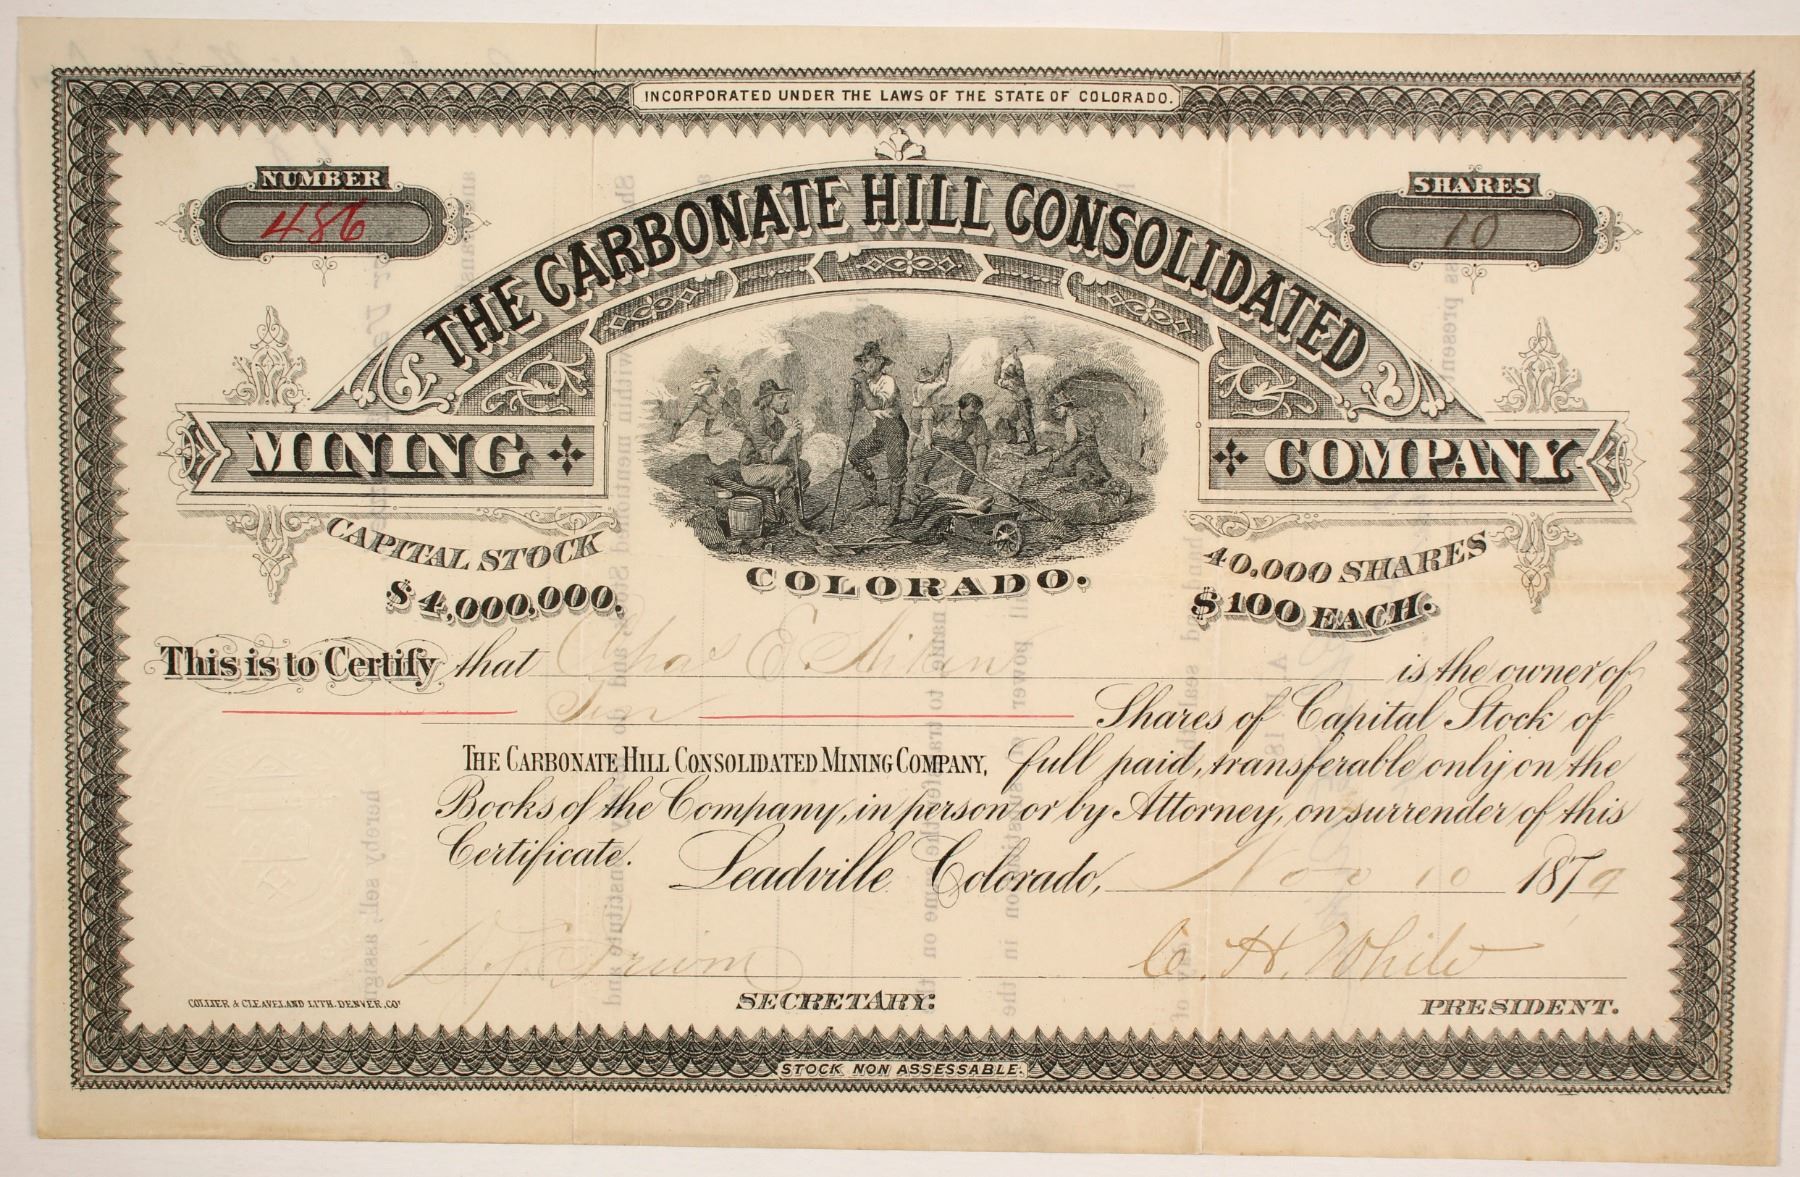 INCORPORATED UNDER THE LAWS OF THE STATE OF COLORADO.
NUMBER
486
SHARES
10
THE CARBONATE HILL CONSOLIDATED
MINING COMPANY
COLORADO.
CAPITAL STOCK
$4,000,000.
40,000 SHARES
$100 EACH.
This is to Certify that Chas E. Aiken is the owner of
Ten Shares of Capital Stock of
THE CARBONATE HILL CONSOLIDATED MINING COMPANY, full paid, transferable only on the
Books of the Company, in person or by Attorney, on surrender of this
Certificate. Leadville Colorado, Nov 10 1879
C. H. White
SECRETARY.
PRESIDENT.
COLLIER & CLEAVELAND LITH. DENVER, COL
STOCK NON ASSESSABLE.